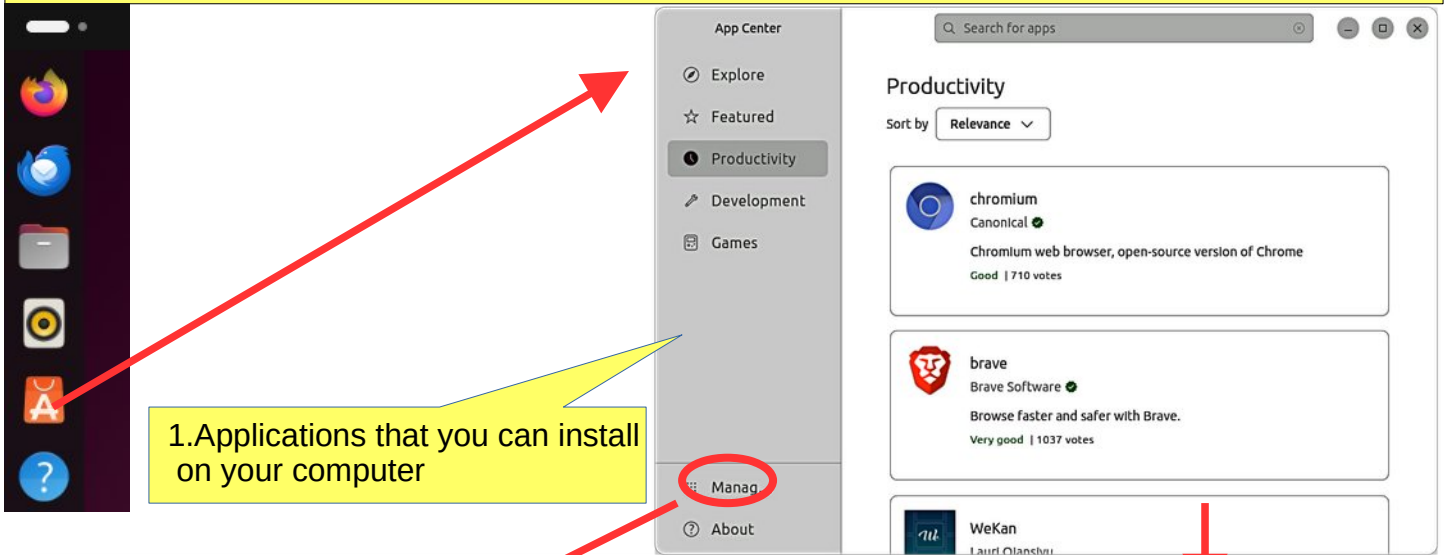 App Center
Search for apps
Explore
Featured
Productivity
Development
Games
Manag
About
Productivity
Sort by Relevance
chromium
Canonical
Chromium web browser, open-source version of Chrome
Good | 710 votes
brave
Brave Software
Browse faster and safer with Brave.
Very good | 1037 votes
WeKan
1.Applications that you can install
on your computer